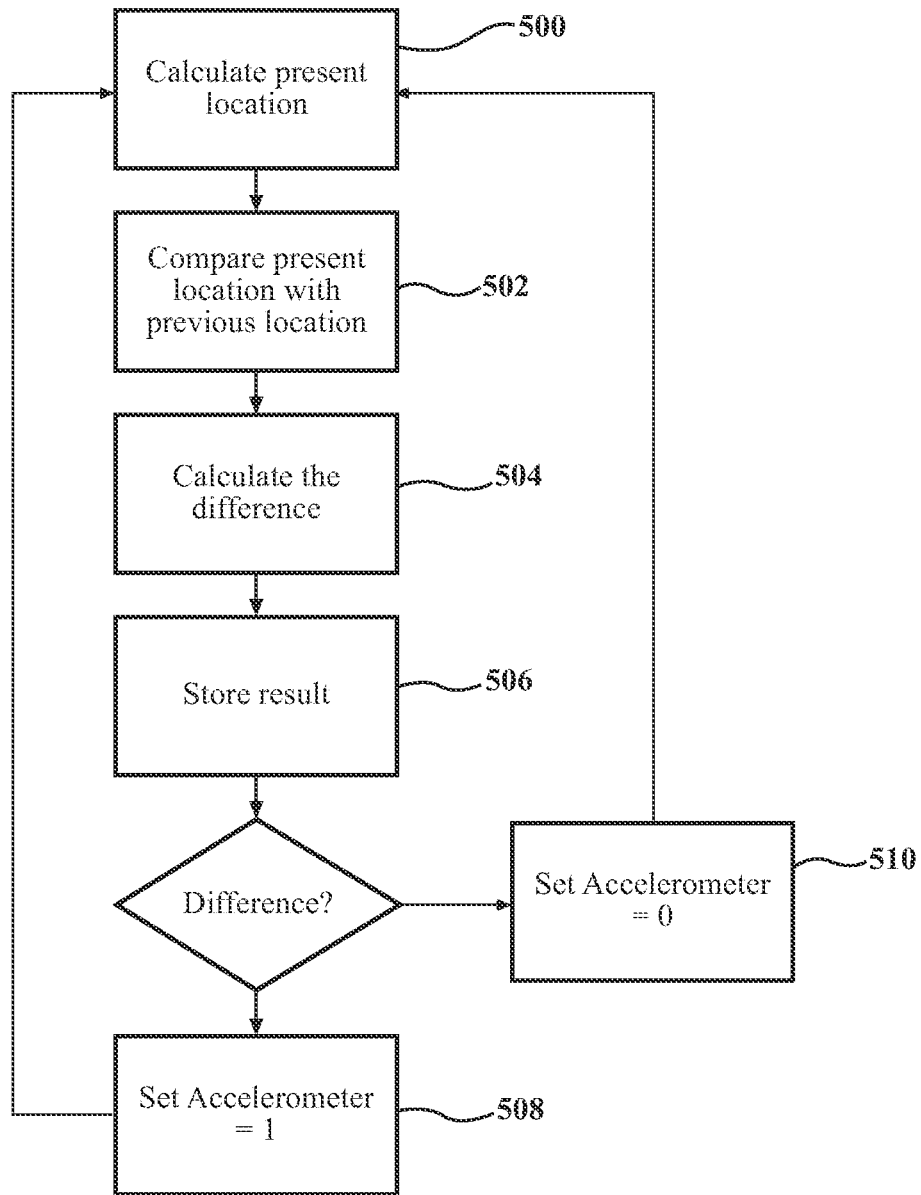 500
Calculate present
location
Compare present
location with
previous location
502
Calculate the
difference
504
Store result
506
Difference?
Set Accelerometer
= 0
510
Set Accelerometer
= 1
508